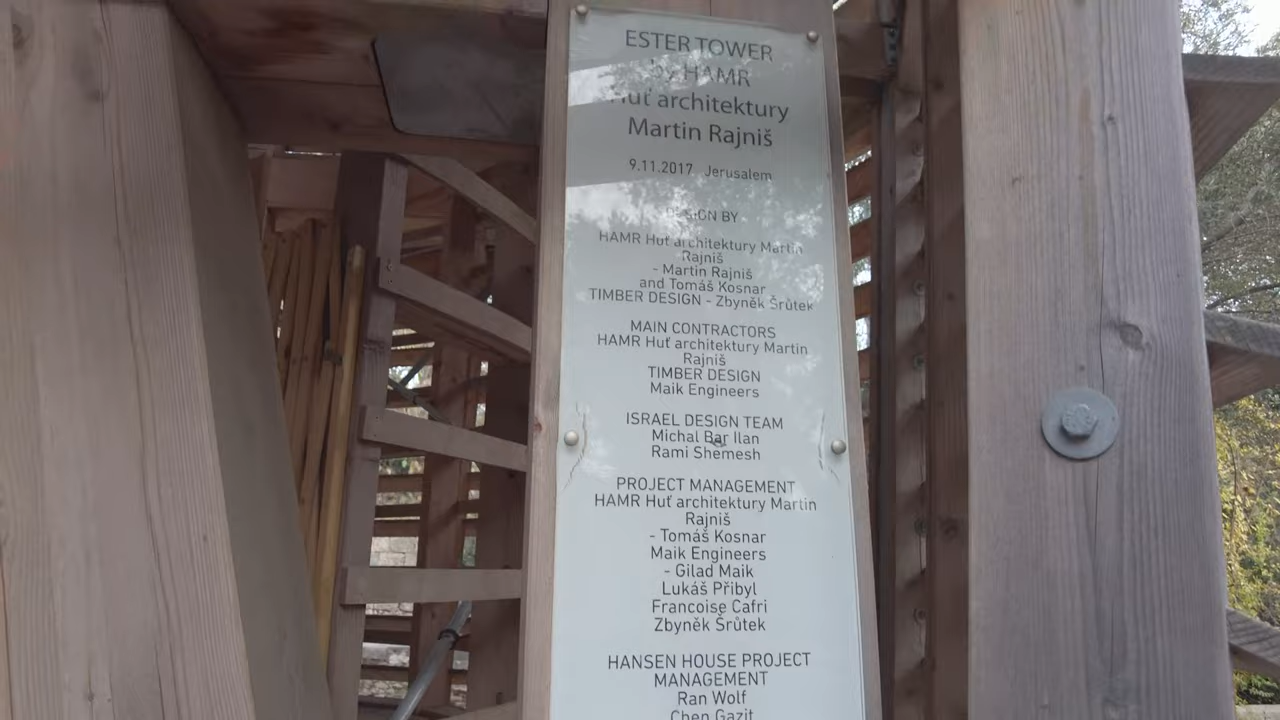 ESTER TOWER
by HAMR
Huť architektury
Martin Rajniš
9.11.2017 Jerusalem
DESIGN BY
HAMR Huť architektury Martin
Rajniš
- Martin Rajniš
and Tomáš Kosnar
TIMBER DESIGN - Zbyněk Šrůtek
MAIN CONTRACTORS
HAMR Huť architektury Martin
Rajniš
TIMBER DESIGN
Maik Engineers
ISRAEL DESIGN TEAM
Michal Bar Ilan
Rami Shemesh
PROJECT MANAGEMENT
HAMR Huť architektury Martin
Rajniš
- Tomáš Kosnar
Maik Engineers
- Gilad Maik
Lukáš Přibyl
Francoise Cafri
Zbyněk Šrůtek
HANSEN HOUSE PROJECT
MANAGEMENT
Ran Wolf
Chen Gazit